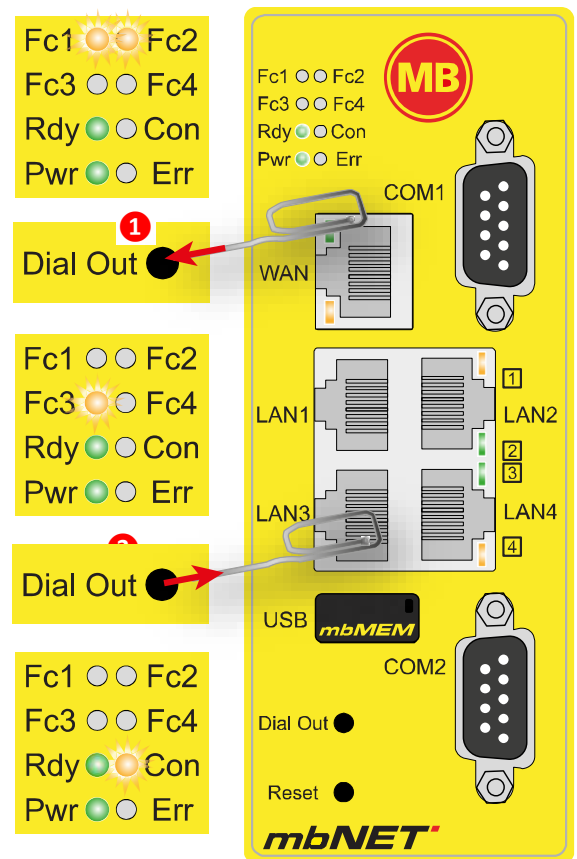 Fc1 Fc2
Fc3 Fc4
Rdy Con
Pwr Err
1
Dial Out
Fc1 Fc2
Fc3 Fc4
Rdy Con
Pwr Err
Dial Out
Fc1 Fc2
Fc3 Fc4
Rdy Con
Pwr Err
MB
Fc1 Fc2
Fc3 Fc4
Rdy Con
Pwr Err
COM1
WAN
1
LAN1 LAN2
2
3
LAN3 LAN4
4
USB mbMEM
COM2
Dial Out
Reset
mbNET